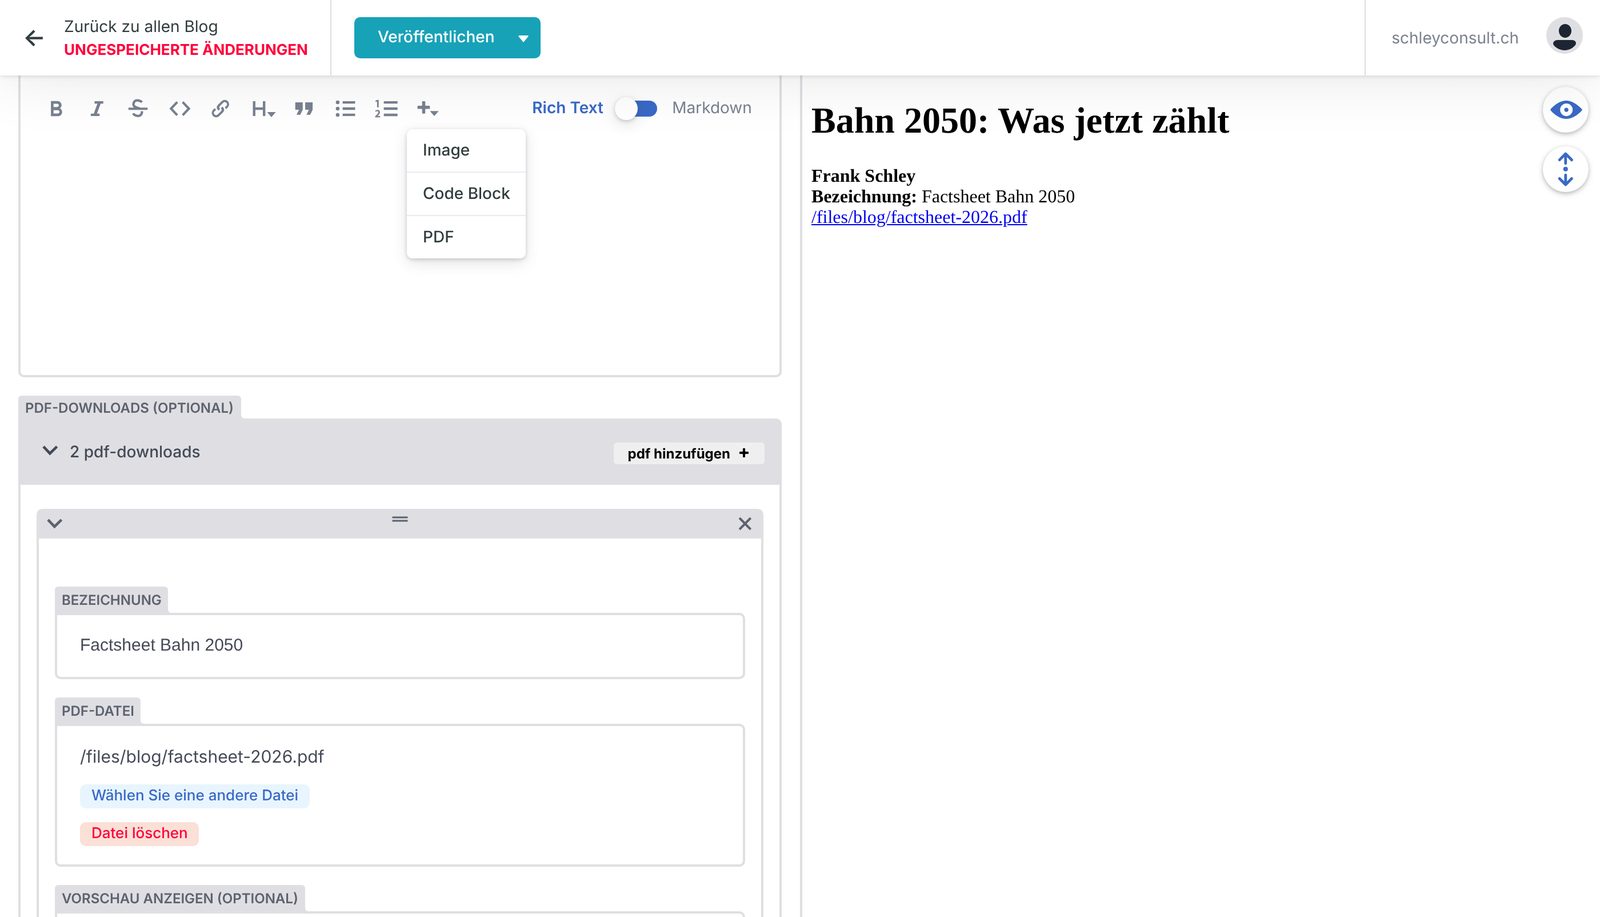 Zurück zu allen Blog
UNGESPEICHERTE ÄNDERUNGEN
Veröffentlichen
schleyconsult.ch
Rich Text
Markdown
Image
Code Block
PDF
PDF-DOWNLOADS (OPTIONAL)
2 pdf-downloads
pdf hinzufügen +
BEZEICHNUNG
Factsheet Bahn 2050
PDF-DATEI
/files/blog/factsheet-2026.pdf
Wählen Sie eine andere Datei
Datei löschen
VORSCHAU ANZEIGEN (OPTIONAL)
Bahn 2050: Was jetzt zählt
Frank Schley
Bezeichnung: Factsheet Bahn 2050
/files/blog/factsheet-2026.pdf